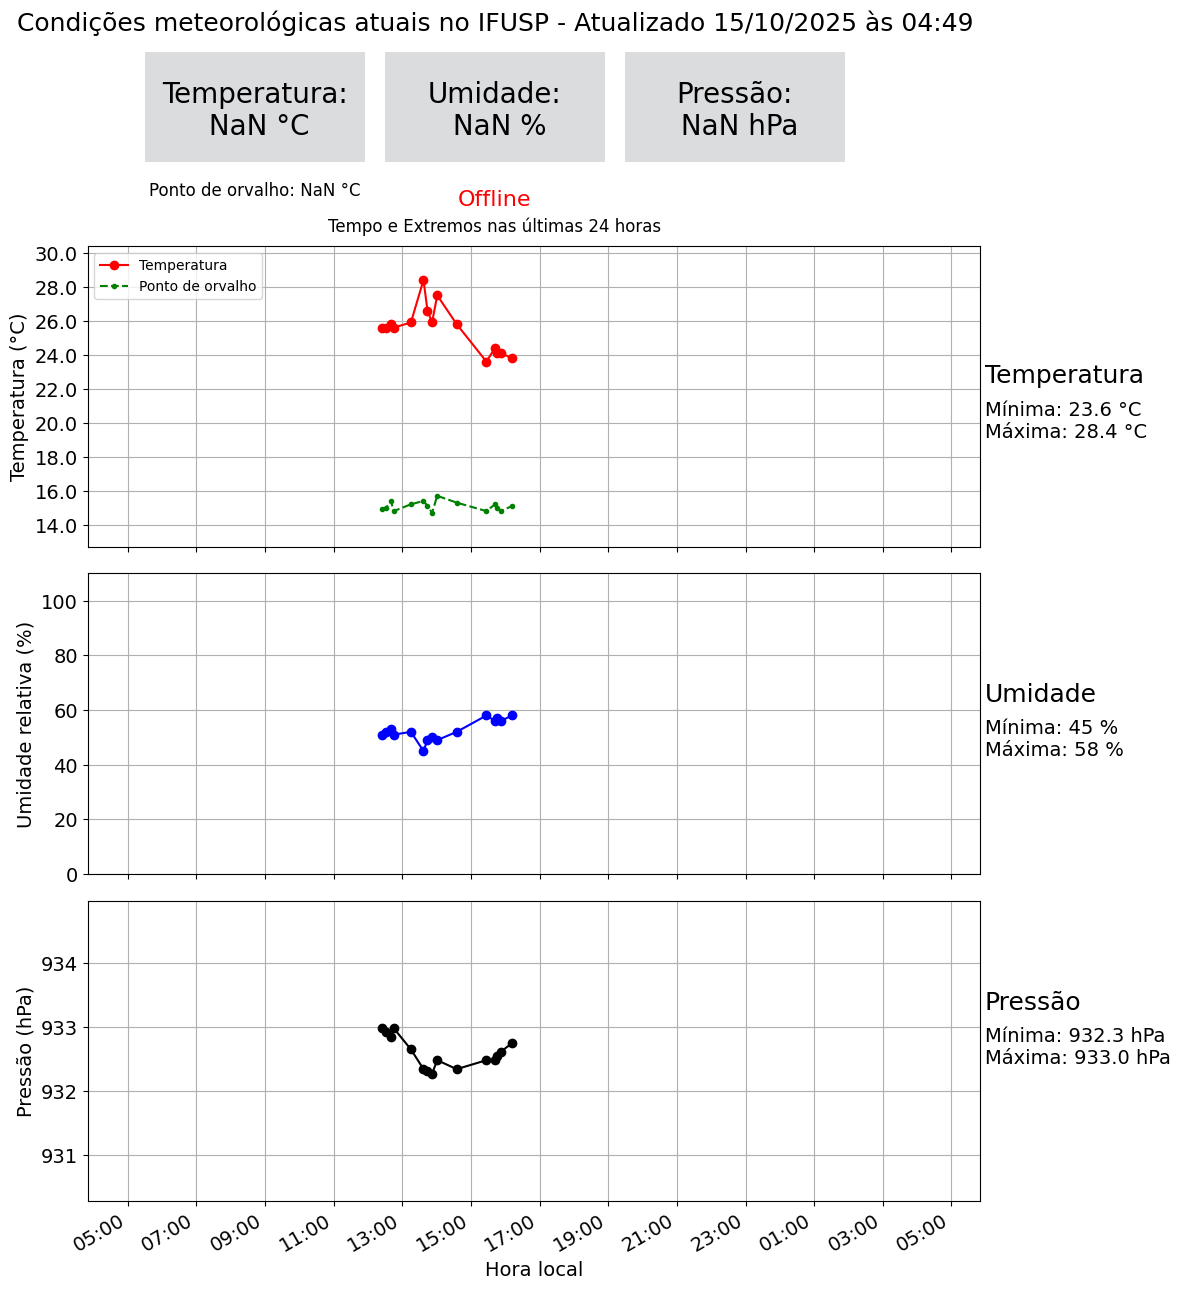 Condições meteorológicas atuais no IFUSP - Atualizado 15/10/2025 às 04:49
Temperatura:
NaN °C
Umidade:
NaN %
Pressão:
NaN hPa
Ponto de orvalho: NaN °C
Offline
Tempo e Extremos nas últimas 24 horas
Temperatura
Ponto de orvalho
Temperatura (°C)
30.0
28.0
26.0
24.0
22.0
20.0
18.0
16.0
14.0
Temperatura
Mínima: 23.6 °C
Máxima: 28.4 °C
Umidade relativa (%)
100
80
60
40
20
0
Umidade
Mínima: 45 %
Máxima: 58 %
Pressão (hPa)
934
933
932
931
Pressão
Mínima: 932.3 hPa
Máxima: 933.0 hPa
05:00 07:00 09:00 11:00 13:00 15:00 17:00 19:00 21:00 23:00 01:00 03:00 05:00
Hora local